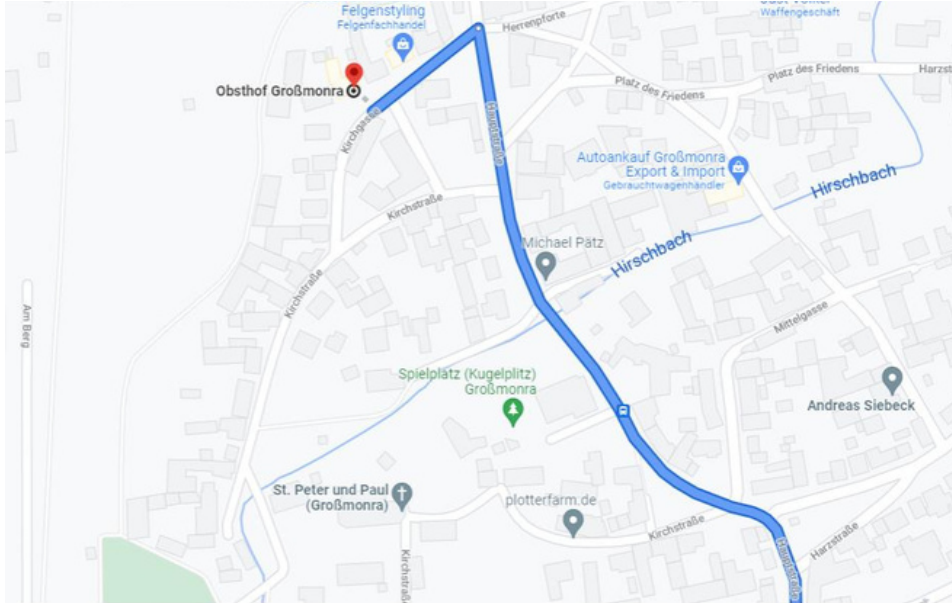 Felgenstyling
Felgenfachhandel
Waffengeschäft
Herrenpforte
Obsthof Großmonra
Kirchgasse
Hauptstraße
Platz des Friedens
Platz des Friedens
Harzst
Autoankauf Großmonra
Export & Import
Gebrauchtwagenhändler
Hirschbach
Kirchstraße
Michael Pätz
Hirschbach
Kirchstraße
Am Berg
Mittelgasse
Spielplatz (Kugelplitz)
Großmonra
Andreas Siebeck
St. Peter und Paul
(Großmonra)
plotterfarm.de
Kirchstraße
Kirchstraße
Harzstraße
Hauptstraße